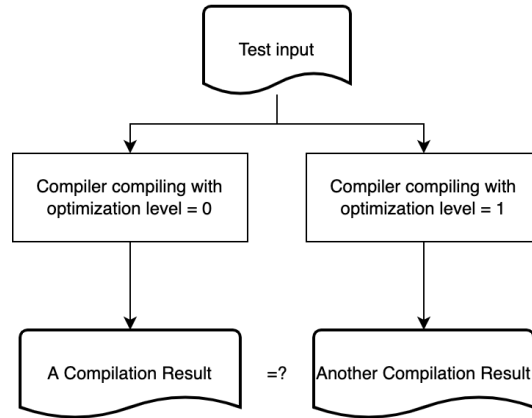 Test input
Compiler compiling with
optimization level = 0
Compiler compiling with
optimization level = 1
A Compilation Result
=?
Another Compilation Result